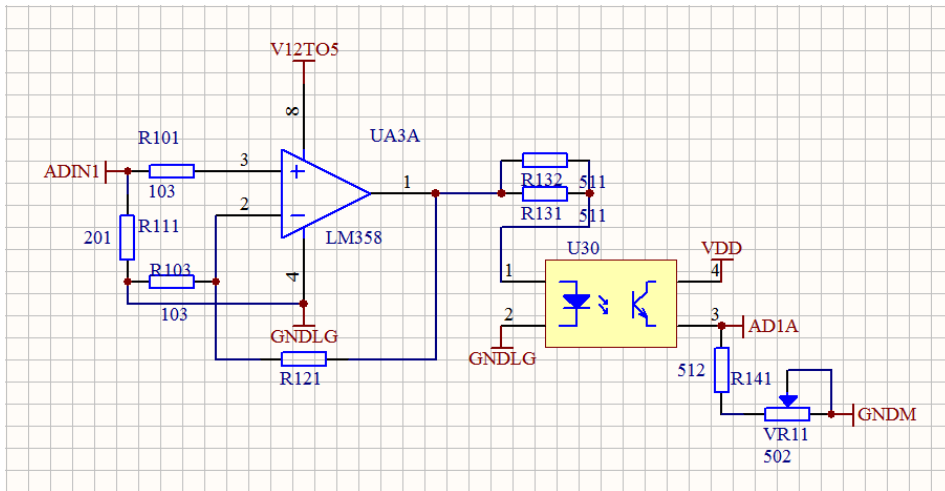 V12TO5
8
UA3A
R101
ADIN1
3
1
103
2
R132
511
R131
511
201
R111
LM358
U30
VDD
R103
4
1
4
103
2
3
AD1A
GNDLG
GNDLG
R121
512
R141
GNDM
VR11
502